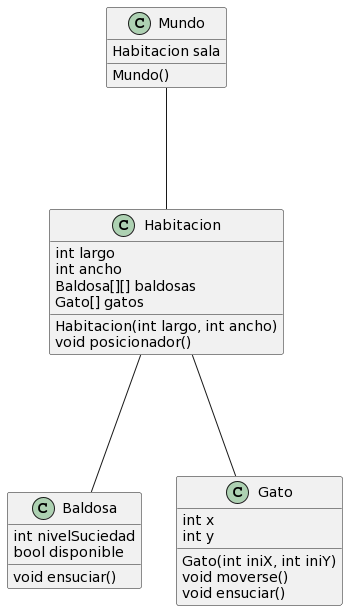 C Mundo
Habitacion sala
Mundo()
C Habitacion
int largo
int ancho
Baldosa[][] baldosas
Gato[] gatos
Habitacion(int largo, int ancho)
void posicionador()
C Baldosa
int nivelSuciedad
bool disponible
void ensuciar()
C Gato
int x
int y
Gato(int iniX, int iniY)
void moverse()
void ensuciar()